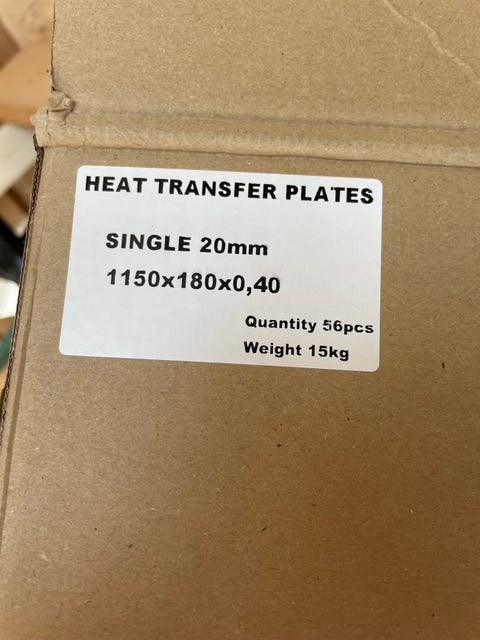 HEAT TRANSFER PLATES
SINGLE 20mm
1150x180x0,40
Quantity 56pcs
Weight 15kg